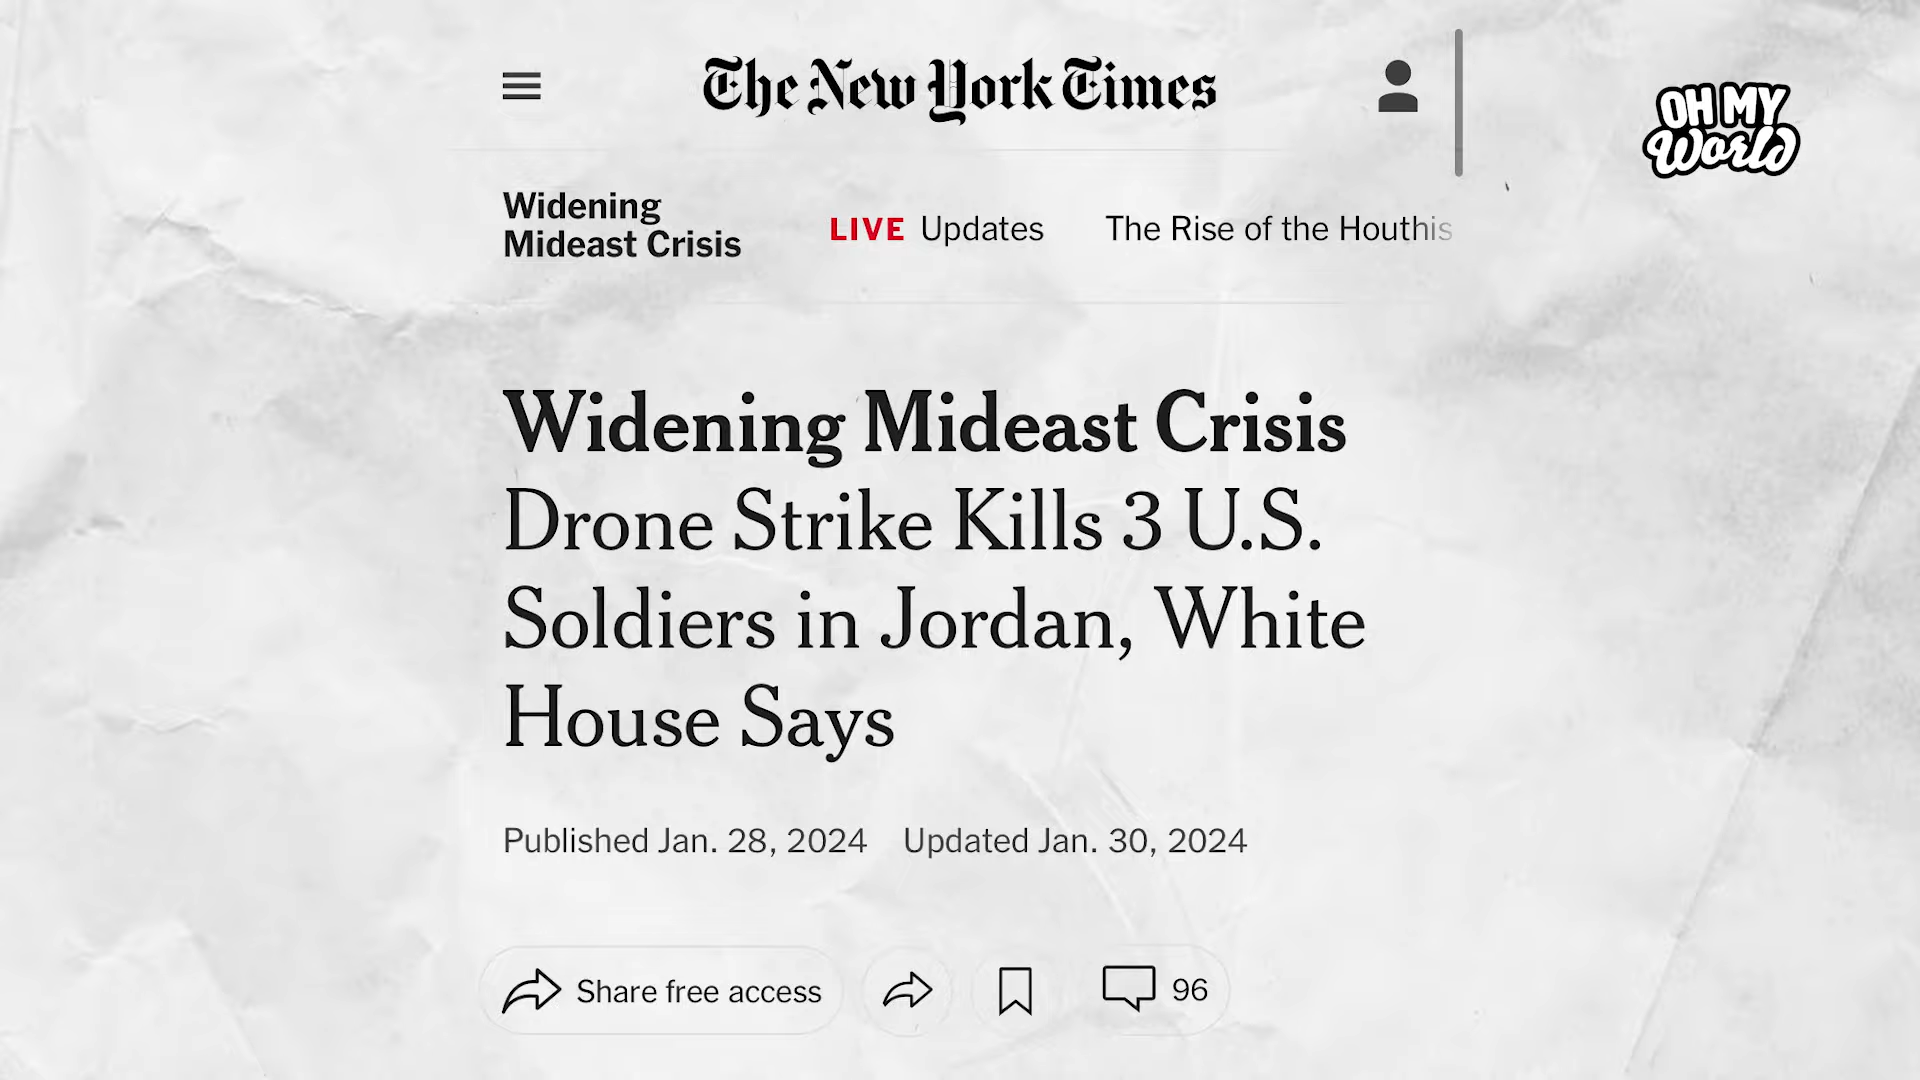 The New York Times
OH MY
World
Widening
Mideast Crisis
LIVE Updates
The Rise of the Houthis
Widening Mideast Crisis
Drone Strike Kills 3 U.S.
Soldiers in Jordan, White
House Says
Published Jan. 28, 2024 Updated Jan. 30, 2024
Share free access
96